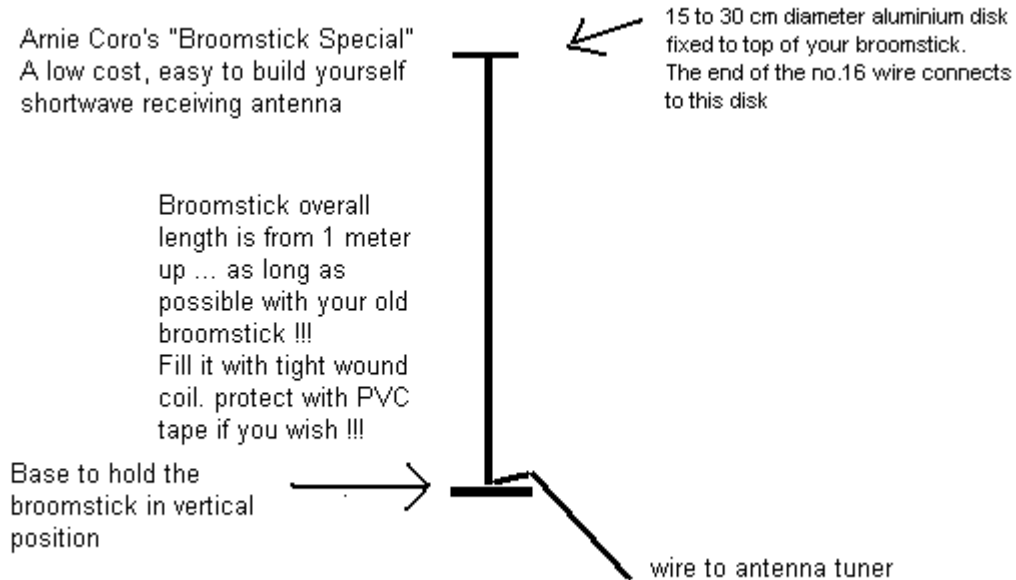 Arnie Coro's "Broomstick Special"
A low cost, easy to build yourself
shortwave receiving antenna
15 to 30 cm diameter aluminium disk
fixed to top of your broomstick.
The end of the no.16 wire connects
to this disk
Broomstick overall
length is from 1 meter
up ... as long as
possible with your old
broomstick !!!
Fill it with tight wound
coil. protect with PVC
tape if you wish !!!
Base to hold the
broomstick in vertical
position
wire to antenna tuner